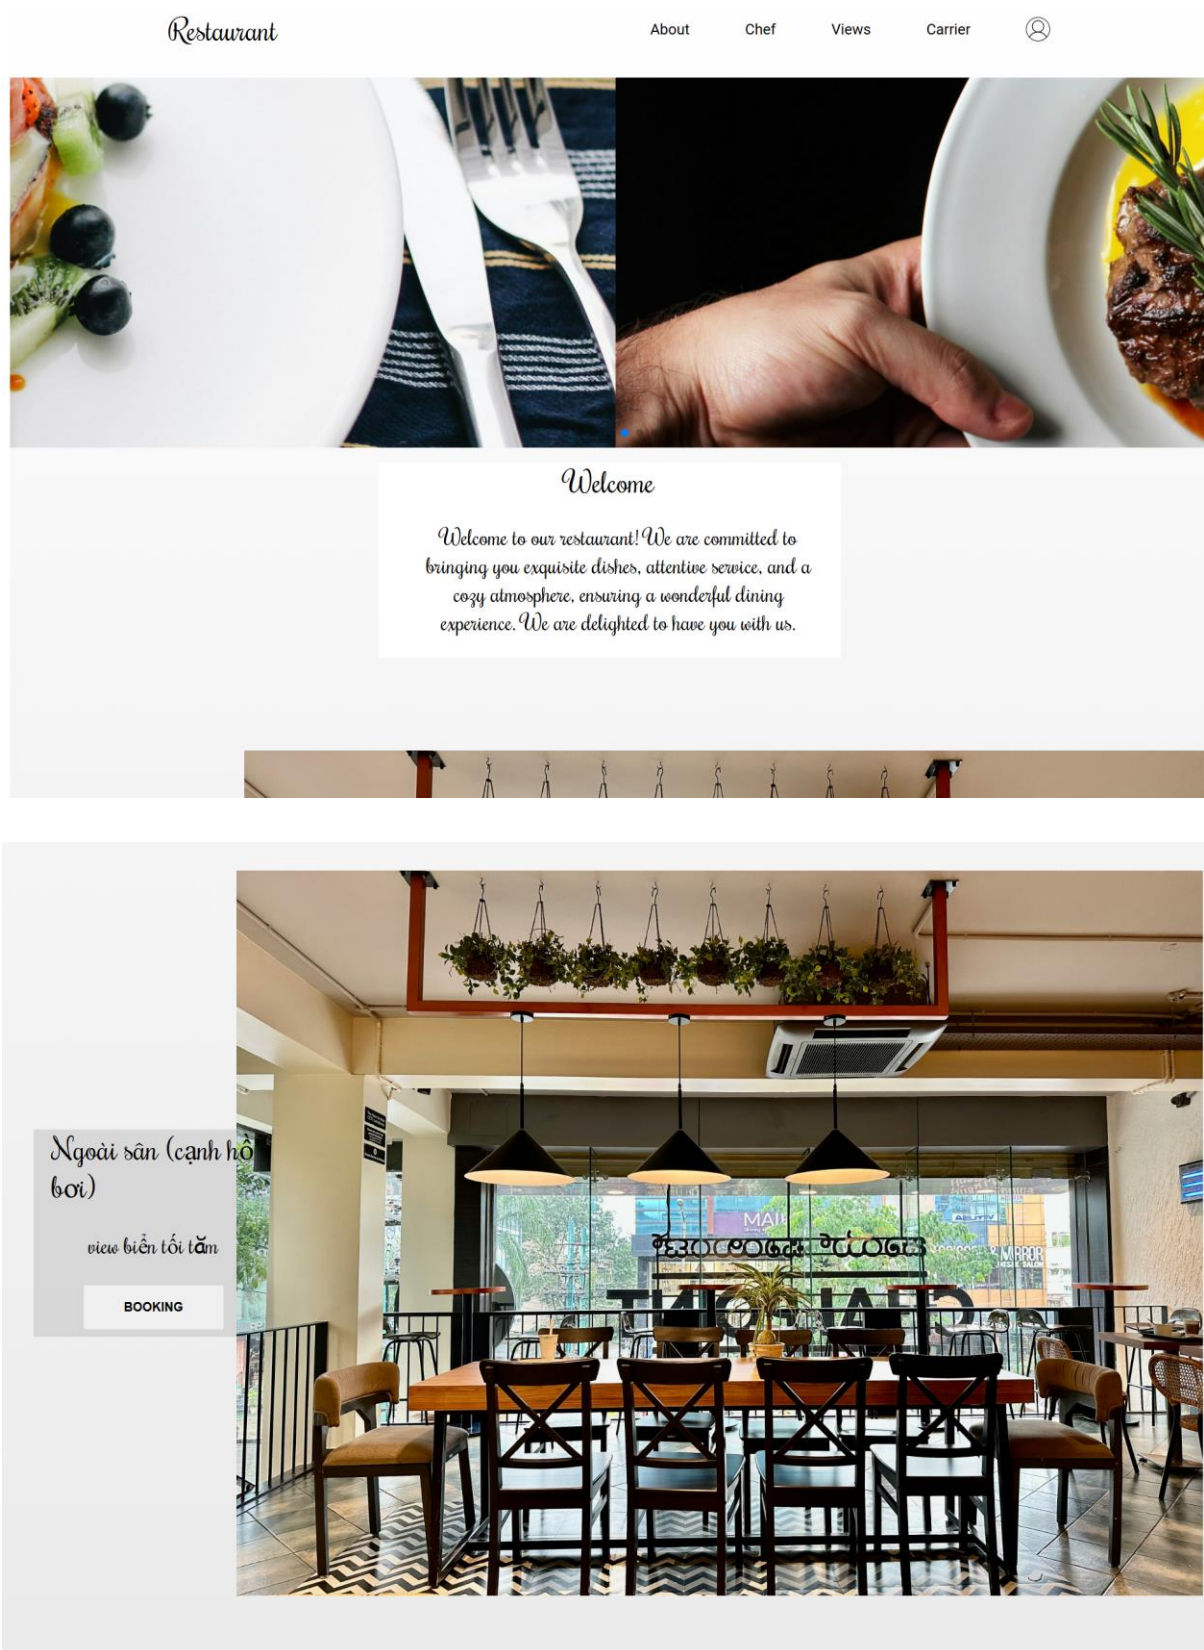 Restaurant
About
Chef
Views
Carrier
Welcome
Welcome to our restaurant! We are committed to
bringing you exquisite dishes, attentive service, and a
cozy atmosphere, ensuring a wonderful dining
experience. We are delighted to have you with us.
Ngoài sân (cạnh hồ
bơi)
view biển tối tăm
BOOKING